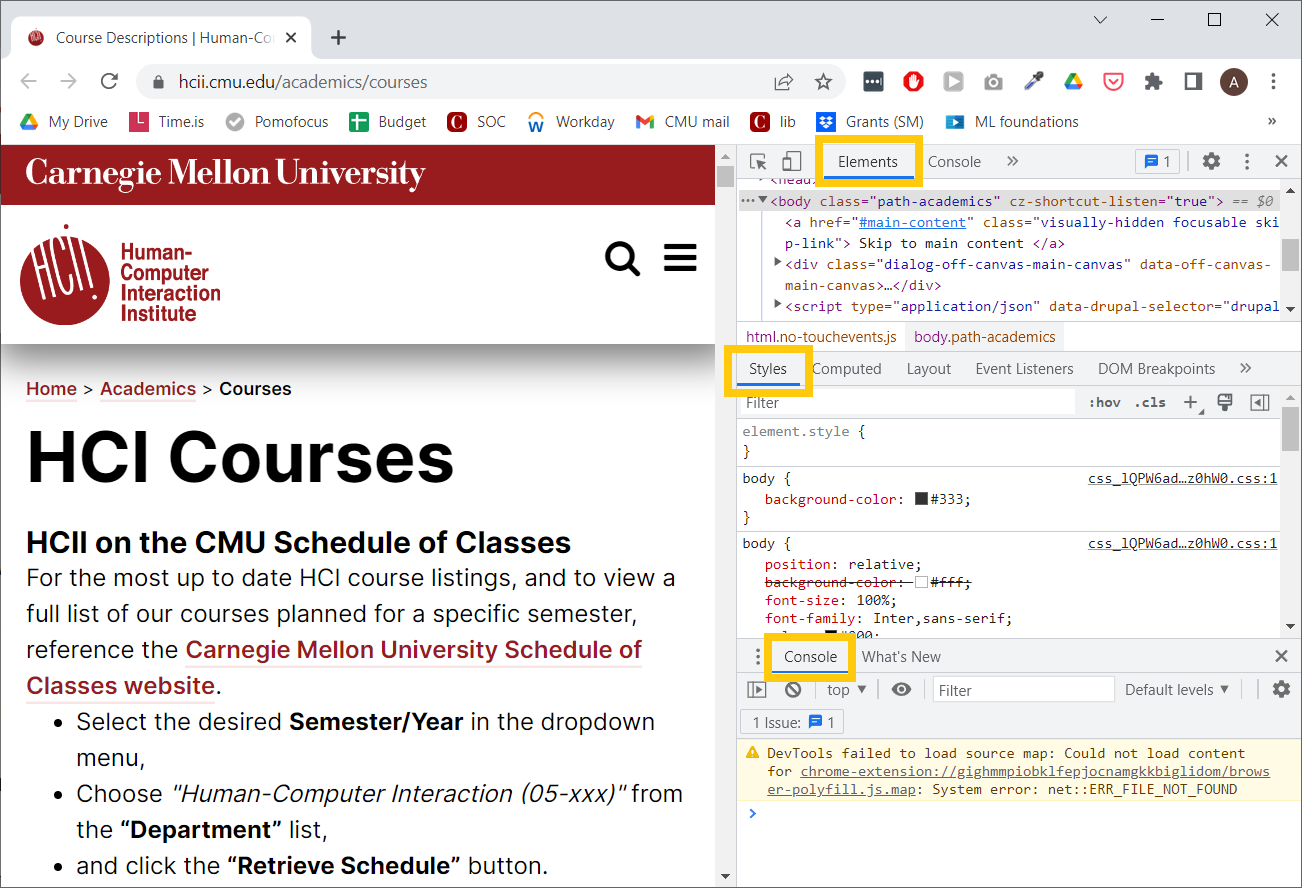 Course Descriptions | Human-Co
hcii.cmu.edu/academics/courses
A
My Drive Time.is Pomofocus Budget SOC Workday CMU mail lib Grants (SM) ML foundations »
Carnegie Mellon University
HCII
Human-
Computer
Interaction
Institute
Home > Academics > Courses
HCI Courses
HCII on the CMU Schedule of Classes
For the most up to date HCI course listings, and to view a
full list of our courses planned for a specific semester,
reference the Carnegie Mellon University Schedule of
Classes website.
• Select the desired Semester/Year in the dropdown
menu,
• Choose "Human-Computer Interaction (05-xxx)" from
the “Department” list,
• and click the “Retrieve Schedule” button.
Elements Console » 1
<head>
<body class="path-academics" cz-shortcut-listen="true"> == $0
<a href="#main-content" class="visually-hidden focusable ski
p-link"> Skip to main content </a>
<div class="dialog-off-canvas-main-canvas" data-off-canvas-
main-canvas>…</div>
<script type="application/json" data-drupal-selector="drupal
html.no-touchevents.js body.path-academics
Styles Computed Layout Event Listeners DOM Breakpoints »
Filter :hov .cls +
element.style {
}
body { css_lQPW6ad…z0hW0.css:1
background-color: #333;
}
body { css_lQPW6ad…z0hW0.css:1
position: relative;
background-color: #fff;
font-size: 100%;
font-family: Inter,sans-serif;
color: #000;
Console What's New
top Filter Default levels
1 Issue: 1
DevTools failed to load source map: Could not load content
for chrome-extension://gighmmpiobklfepjocnamgkkbiglidom/brows
er-polyfill.js.map: System error: net::ERR_FILE_NOT_FOUND